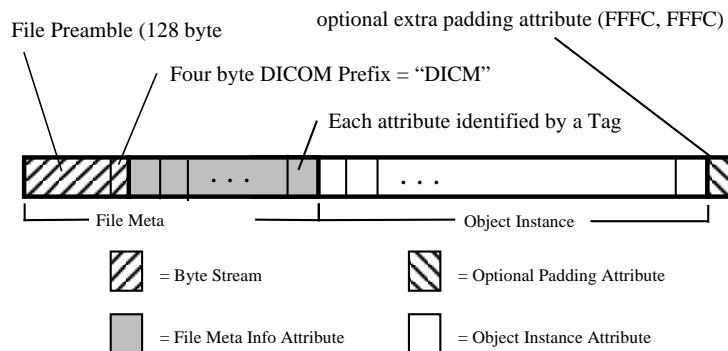 optional extra padding attribute (FFFC, FFFC)
File Preamble (128 byte
Four byte DICOM Prefix = “DICM”
Each attribute identified by a Tag
. . .
. . .
File Meta
Object Instance
= Byte Stream
= Optional Padding Attribute
= File Meta Info Attribute
= Object Instance Attribute